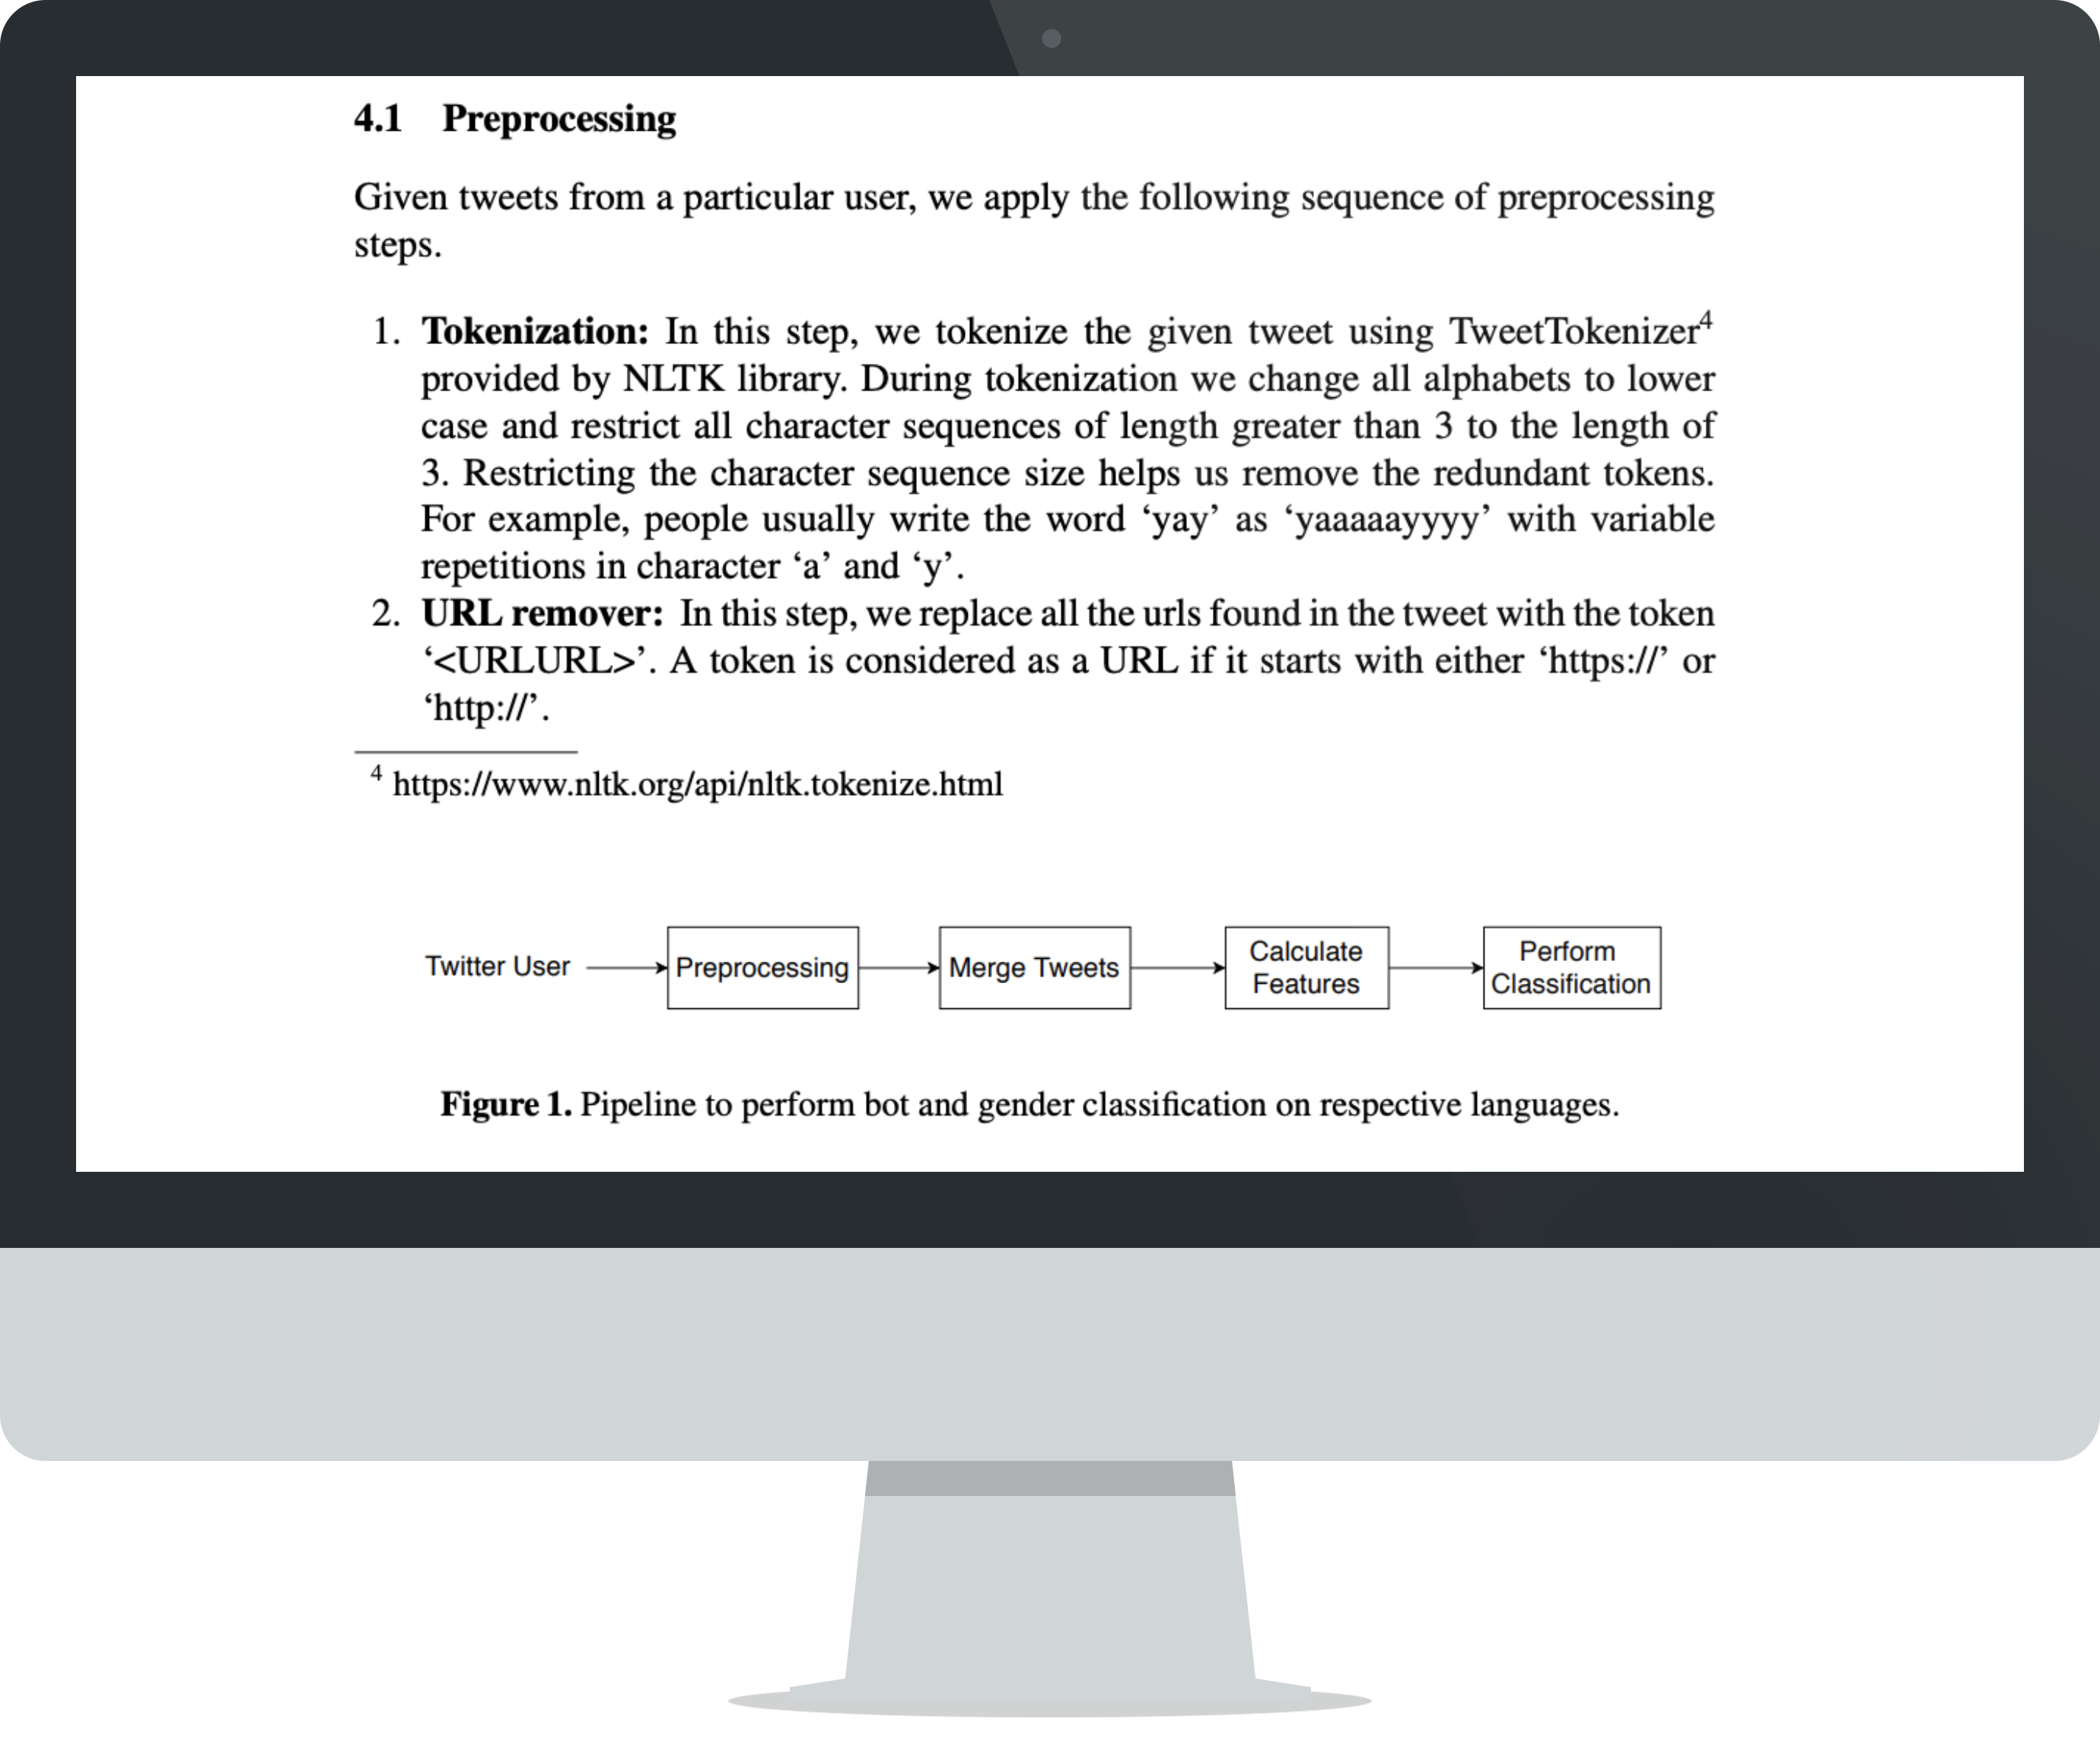 4.1 Preprocessing
Given tweets from a particular user, we apply the following sequence of preprocessing
steps.
1. Tokenization: In this step, we tokenize the given tweet using TweetTokenizer4
provided by NLTK library. During tokenization we change all alphabets to lower
case and restrict all character sequences of length greater than 3 to the length of
3. Restricting the character sequence size helps us remove the redundant tokens.
For example, people usually write the word ‘yay’ as ‘yaaaaayyyy’ with variable
repetitions in character ‘a’ and ‘y’.
2. URL remover: In this step, we replace all the urls found in the tweet with the token
‘<URLURL>’. A token is considered as a URL if it starts with either ‘https://’ or
‘http://’.
4 https://www.nltk.org/api/nltk.tokenize.html
Twitter User
Preprocessing
Merge Tweets
Calculate
Features
Perform
Classification
Figure 1. Pipeline to perform bot and gender classification on respective languages.